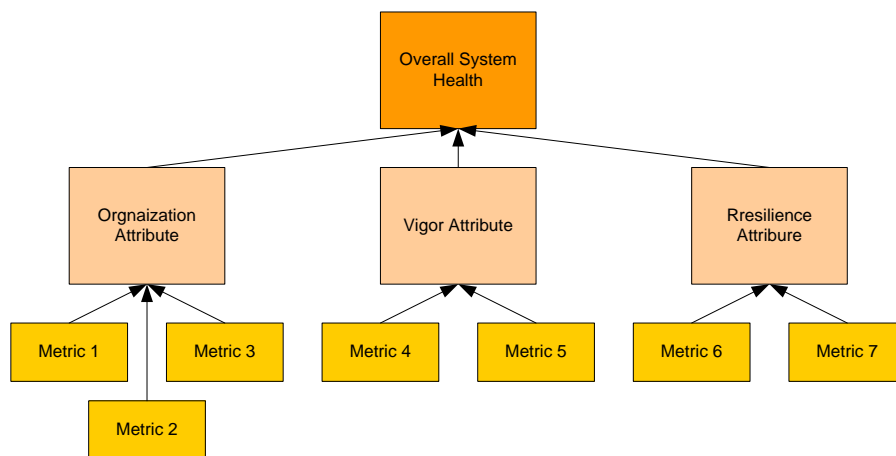 Overall System
Health
Orgnaization
Attribute
Vigor Attribute
Rresilience
Attribure
Metric 1
Metric 3
Metric 4
Metric 5
Metric 6
Metric 7
Metric 2